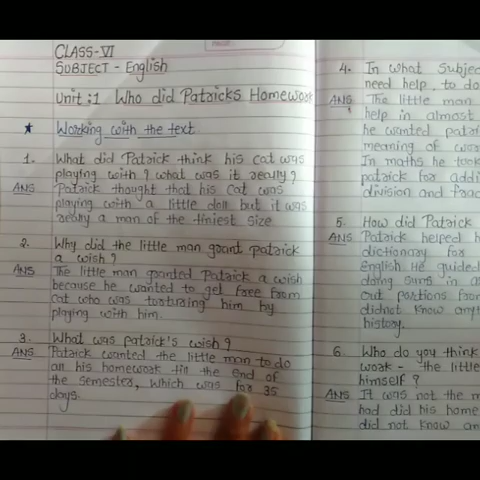 CLASS-VI
SUBJECT - English
Unit :1 Who did Patricks Homework
★ Working with the text
1. What did Patrick think his cat was
playing with ? what was it really ?
ANS Patrick thought that his cat was
playing with a little doll but it was
really a man of the tiniest size
2. Why did the little man grant patrick
a wish ?
ANS The little man granted Patrick a wish
because he wanted to get free from
cat who was torturing him by
playing with him.
3. What was patrick's wish ?
ANS Patrick wanted the little man to do
all his homework till the end of
the semester, which was for 35
days.
4. In what subjec
need help, to do
ANS The little man
help in almost
he wanted patri
meaning of wor
In maths he took
patrick for addi
division and frac
5. How did Patrick
ANS Patrick helped h
dictionary for
English He guided
doing sums in a
out portions from
didnot know any
history.
6. Who do you think
work - the little
himself ?
ANS It was not the m
had did his home
did not know an